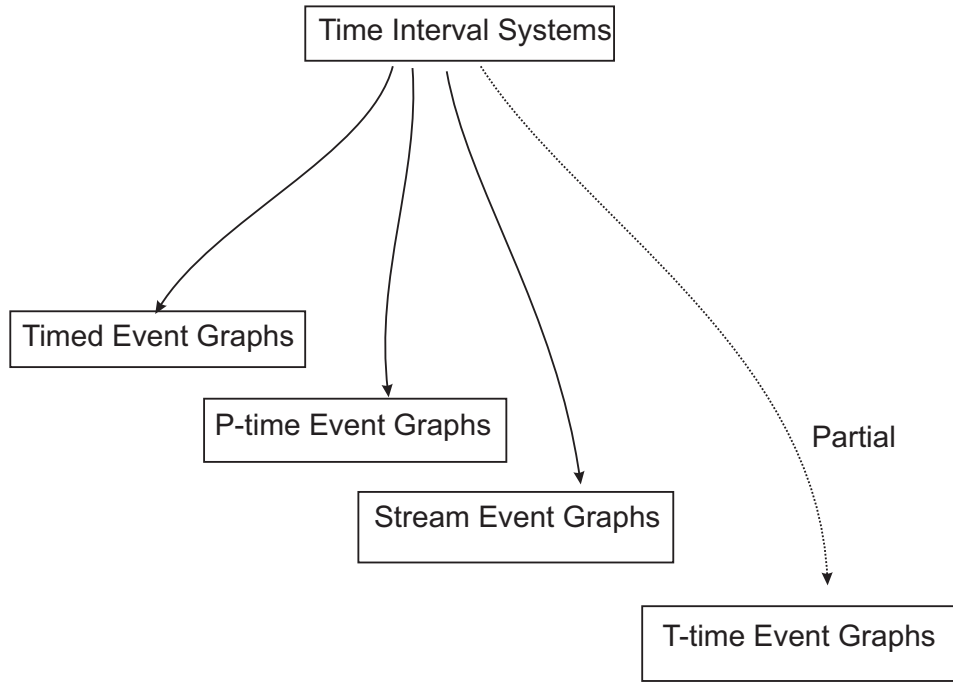 Time Interval Systems
Timed Event Graphs
P-time Event Graphs
Partial
Stream Event Graphs
T-time Event Graphs